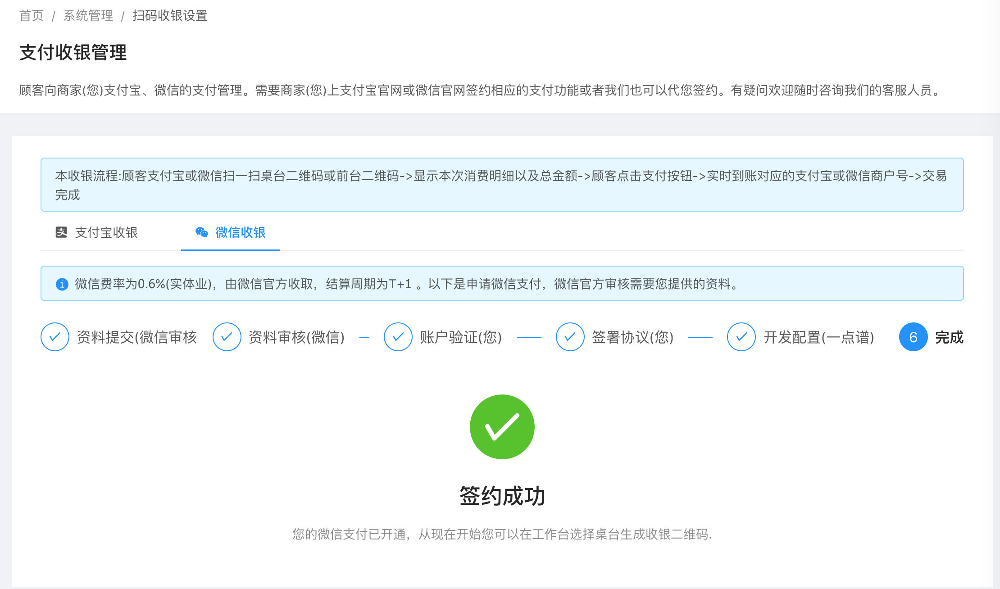 首页 / 系统管理 / 扫码收银设置
支付收银管理
顾客向商家(您)支付宝、微信的支付管理。需要商家(您)上支付宝官网或微信官网签约相应的支付功能或者我们也可以代您签约。有疑问欢迎随时咨询我们的客服人员。
本收银流程:顾客支付宝或微信扫一扫桌台二维码或前台二维码->显示本次消费明细以及总金额->顾客点击支付按钮->实时到账对应的支付宝或微信商户号->交易
完成
支付宝收银 微信收银
微信费率为0.6%(实体业)，由微信官方收取，结算周期为T+1 。以下是申请微信支付，微信官方审核需要您提供的资料。
资料提交(微信审核 资料审核(微信) 账户验证(您) 签署协议(您) 开发配置(一点谱) 6 完成
签约成功
您的微信支付已开通，从现在开始您可以在工作台选择桌台生成收银二维码.